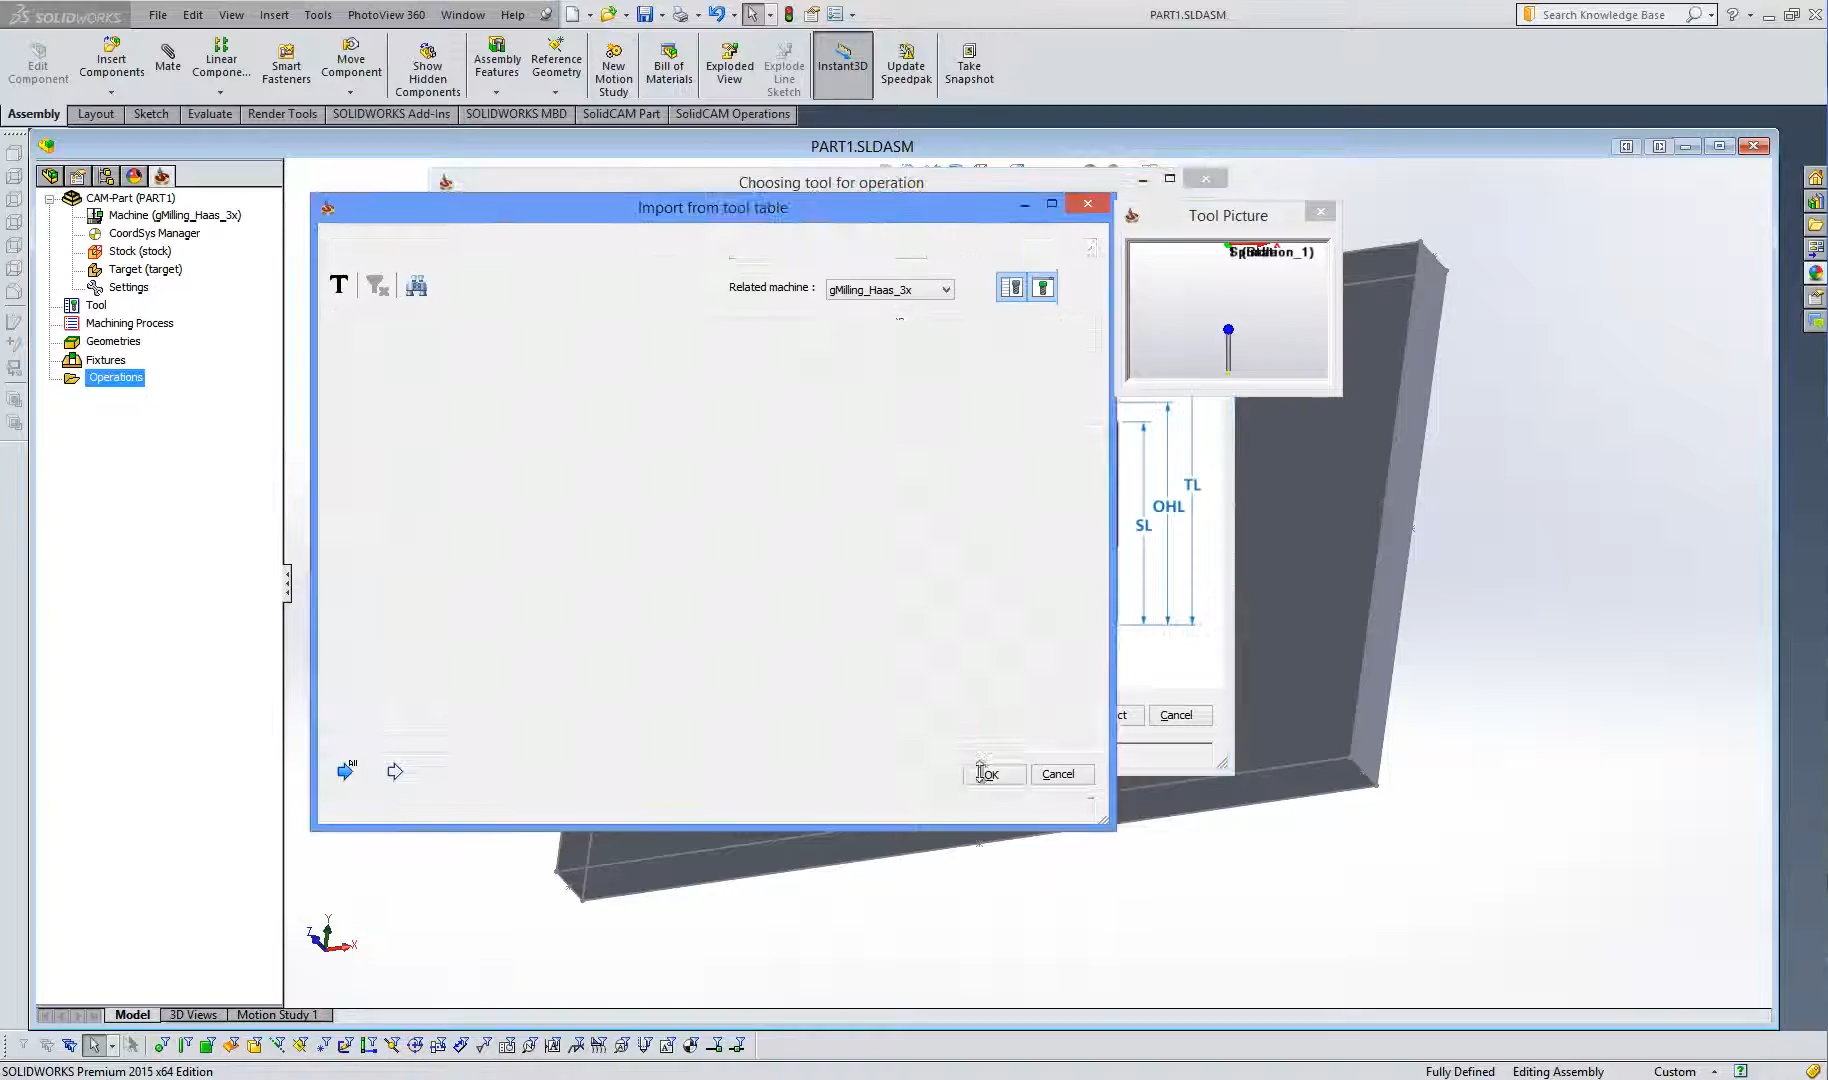 SOLIDWORKS File Edit View Insert Tools PhotoView 360 Window Help PART1.SLDASM Search Knowledge Base
Edit Component
Insert Components
Mate
Linear Compone...
Smart Fasteners
Move Component
Show Hidden Components
Assembly Features
Reference Geometry
New Motion Study
Bill of Materials
Exploded View
Explode Line Sketch
Instant3D
Update Speedpak
Take Snapshot
Assembly Layout Sketch Evaluate Render Tools SOLIDWORKS Add-Ins SOLIDWORKS MBD SolidCAM Part SolidCAM Operations
PART1.SLDASM
CAM-Part (PART1)
Machine (gMilling_Haas_3x)
CoordSys Manager
Stock (stock)
Target (target)
Settings
Tool
Machining Process
Geometries
Fixtures
Operations
Choosing tool for operation
Import from tool table
T
Related machine : gMilling_Haas_3x
All
OK Cancel
Tool Picture
TL
OHL
SL
ct Cancel
Y
Z X
Model 3D Views Motion Study 1
SOLIDWORKS Premium 2015 x64 Edition Fully Defined Editing Assembly Custom